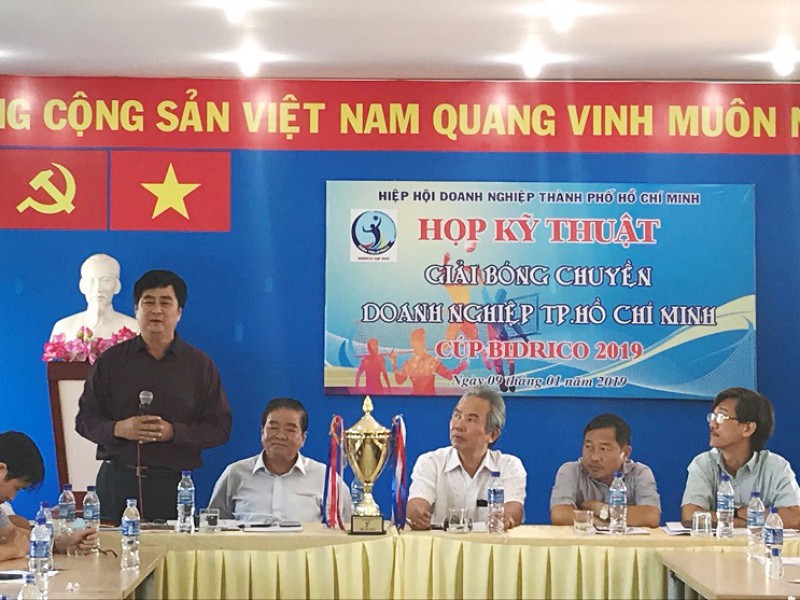 CỘNG SẢN VIỆT NAM QUANG VINH MUÔN
HIỆP HỘI DOANH NGHIỆP THÀNH PHỐ HỒ CHÍ MINH
HỌP KỸ THUẬT
GIẢI BÓNG CHUYỀN
DOANH NGHIỆP TP.HỒ CHÍ MINH
CÚP BIDRICO 2019
Ngày 09 tháng 01 năm 2019